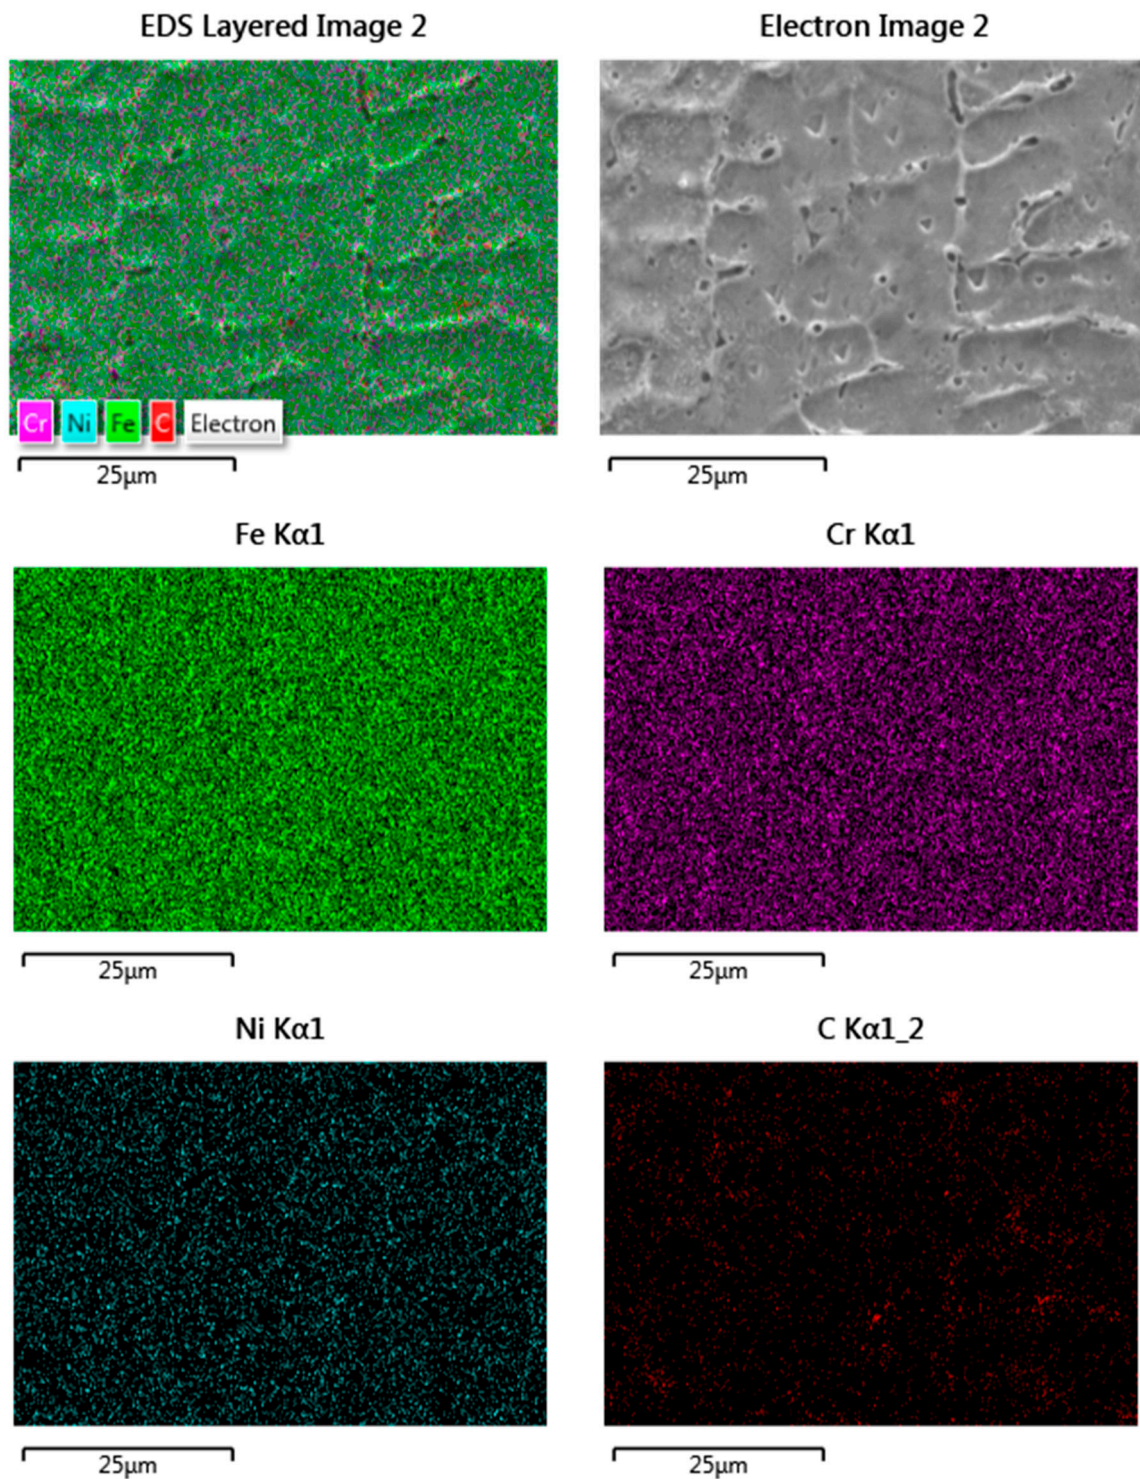 EDS Layered Image 2
Electron Image 2
Cr Ni Fe C Electron
25μm
25μm
Fe Kα1
Cr Kα1
25μm
25μm
Ni Kα1
C Kα1_2
25μm
25μm